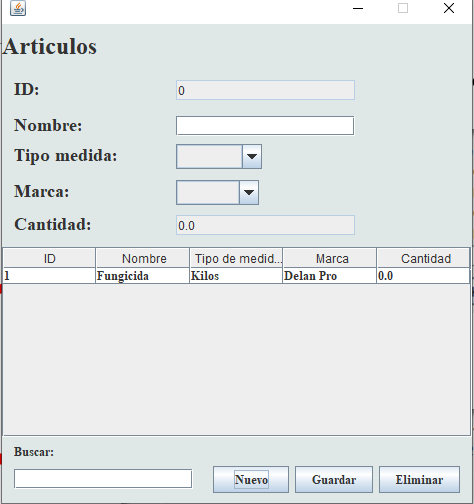 Articulos
ID: 0
Nombre:
Tipo medida:
Marca:
Cantidad: 0.0
ID Nombre Tipo de medid... Marca Cantidad
1 Fungicida Kilos Delan Pro 0.0
Buscar:
Nuevo Guardar Eliminar